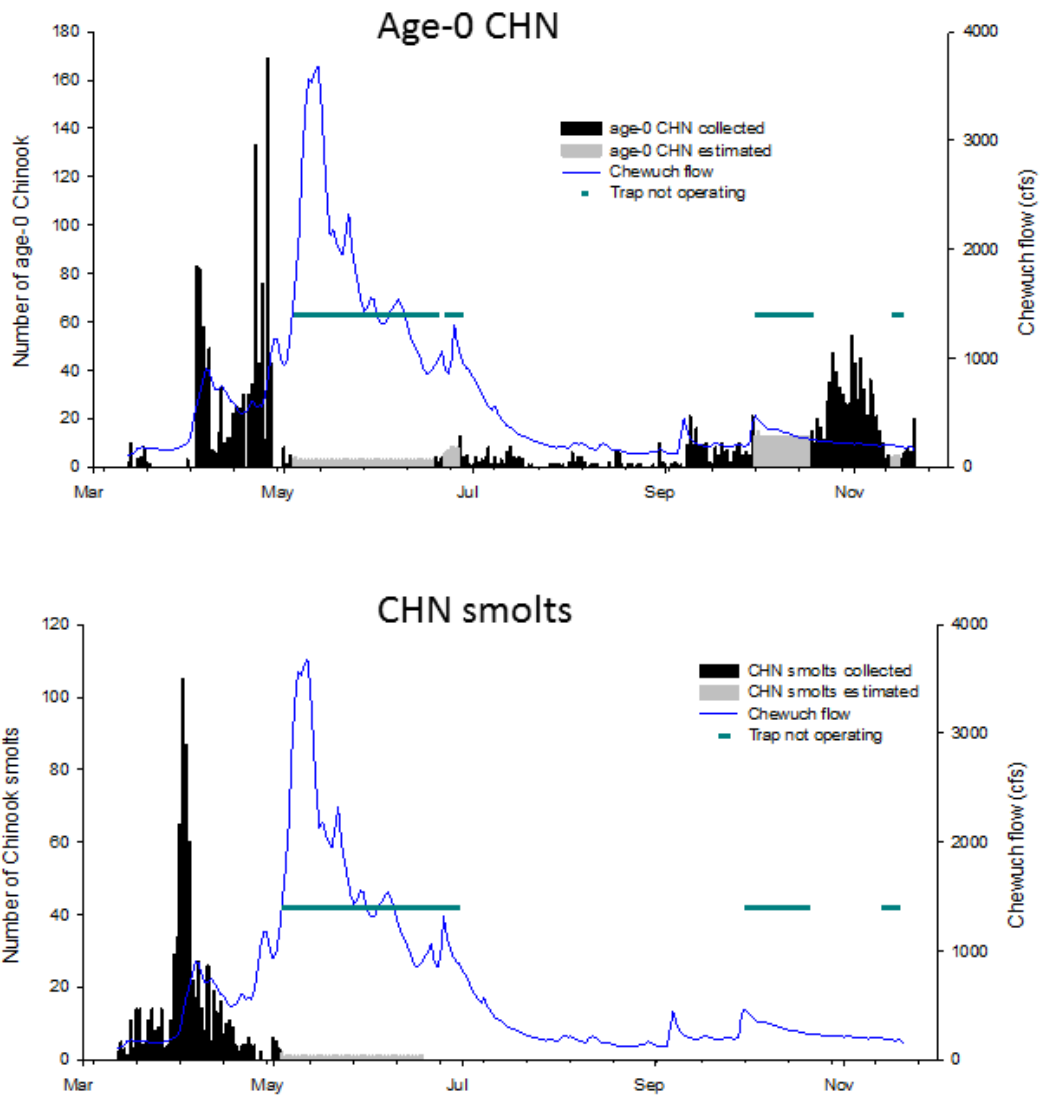 Age-0 CHN
180
160
140
120
100
80
60
40
20
0
Number of age-0 Chinook
4000
3000
2000
1000
0
Chewuch flow (cfs)
age-0 CHN collected
age-0 CHN estimated
Chewuch flow
Trap not operating
Mar May Jul Sep Nov
CHN smolts
120
100
80
60
40
20
0
Number of Chinook smolts
4000
3000
2000
1000
0
Chewuch flow (cfs)
CHN smolts collected
CHN smolts estimated
Chewuch flow
Trap not operating
Mar May Jul Sep Nov